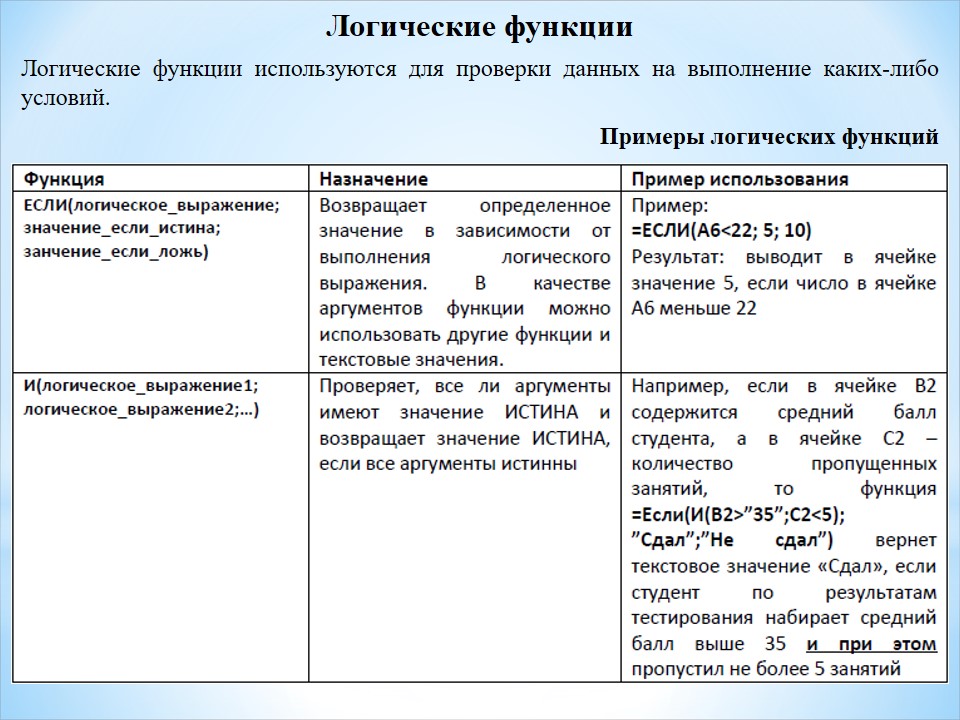 Логические функции
Логические функции используются для проверки данных на выполнение каких-либо
условий.
Примеры логических функций
Функция
Назначение
Пример использования
ЕСЛИ(логическое_выражение;
значение_если_истина;
занчение_если_ложь)
Возвращает определенное
значение в зависимости от
выполнения логического
выражения. В качестве
аргументов функции можно
использовать другие функции и
текстовые значения.
Пример:
=ЕСЛИ(А6<22; 5; 10)
Результат: выводит в ячейке
значение 5, если число в ячейке
А6 меньше 22
И(логическое_выражение1;
логическое_выражение2;…)
Проверяет, все ли аргументы
имеют значение ИСТИНА и
возвращает значение ИСТИНА,
если все аргументы истинны
Например, если в ячейке В2
содержится средний балл
студента, а в ячейке С2 –
количество пропущенных
занятий, то функция
=Если(И(В2>”35”;С2<5);
”Сдал”;”Не сдал”) вернет
текстовое значение «Сдал», если
студент по результатам
тестирования набирает средний
балл выше 35 и при этом
пропустил не более 5 занятий